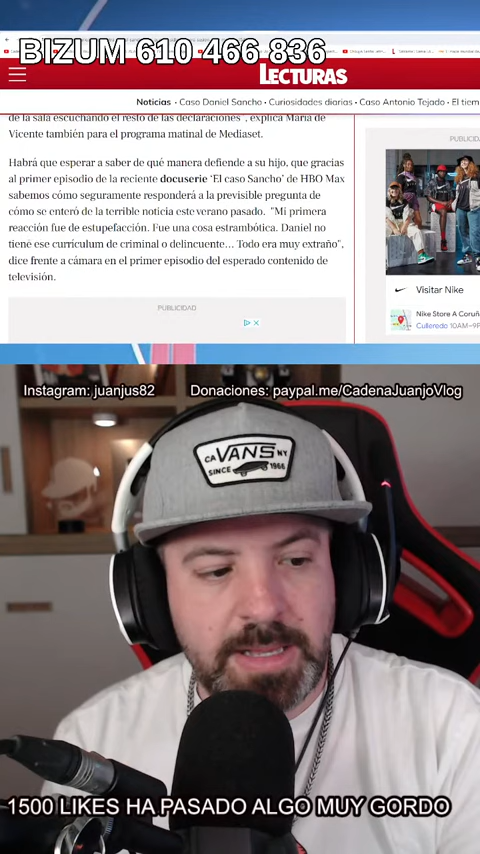 BIZUM 610 466 836
LECTURAS
Noticias · Caso Daniel Sancho · Curiosidades diarias · Caso Antonio Tejado · El tiem
de la sala escuchando el resto de las declaraciones", explica María de
Vicente también para el programa matinal de Mediaset.
Habrá que esperar a saber de qué manera defiende a su hijo, que gracias
al primer episodio de la reciente docuserie 'El caso Sancho' de HBO Max
sabemos cómo seguramente responderá a la previsible pregunta de
cómo se enteró de la terrible noticia este verano pasado. "Mi primera
reacción fue de estupefacción. Fue una cosa estrambótica. Daniel no
tiene ese curriculum de criminal o delincuente... Todo era muy extraño",
dice frente a cámara en el primer episodio del esperado contenido de
televisión.
PUBLICIDAD
PUBLICIDA
Visitar Nike
Nike Store A Coruñ
Culleredo 10AM–9P
Instagram: juanjus82
Donaciones: paypal.me/CadenaJuanjoVlog
CA VANS NY
SINCE 1966
1500 LIKES HA PASADO ALGO MUY GORDO